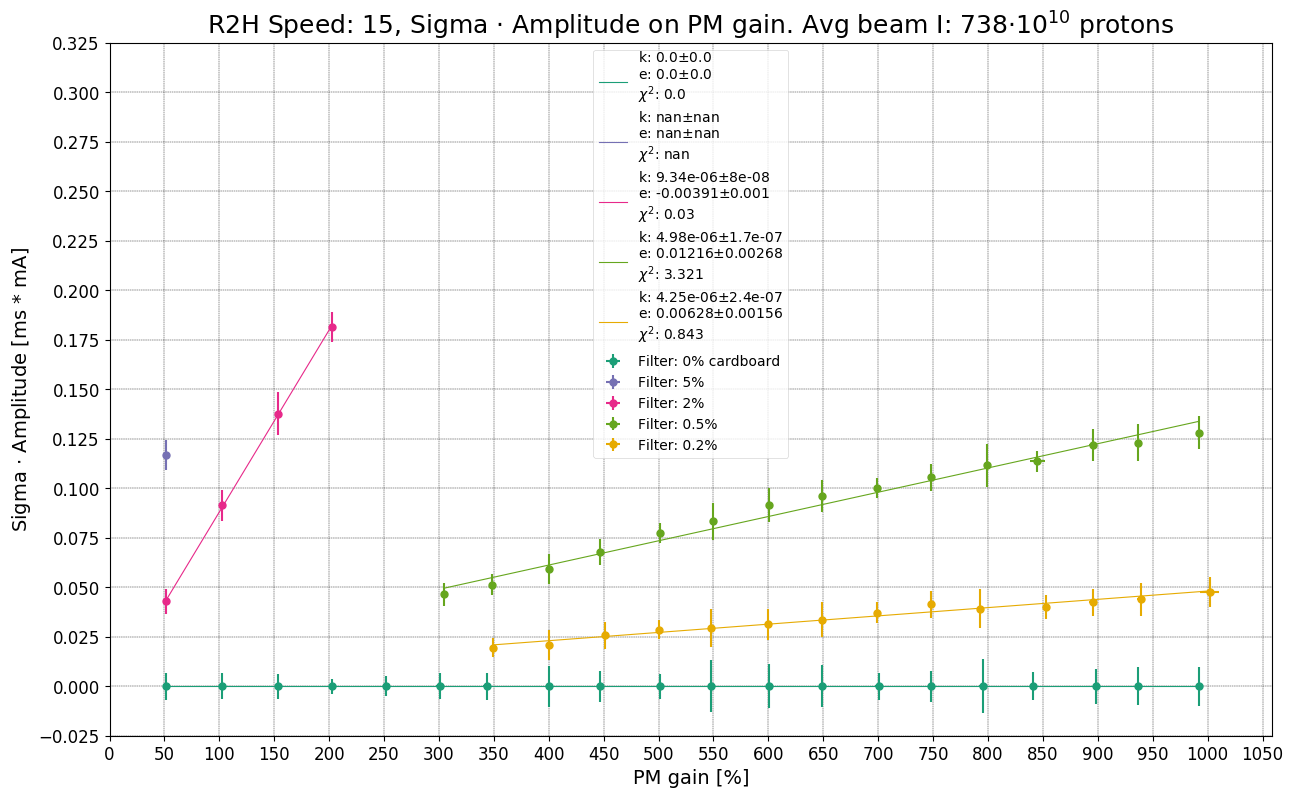 R2H Speed: 15, Sigma · Amplitude on PM gain. Avg beam I: 738·10¹⁰ protons
Sigma · Amplitude [ms * mA]
0.325
0.300
0.275
0.250
0.225
0.200
0.175
0.150
0.125
0.100
0.075
0.050
0.025
0.000
−0.025
k: 0.0±0.0
e: 0.0±0.0
χ²: 0.0
k: nan±nan
e: nan±nan
χ²: nan
k: 9.34e-06±8e-08
e: -0.00391±0.001
χ²: 0.03
k: 4.98e-06±1.7e-07
e: 0.01216±0.00268
χ²: 3.321
k: 4.25e-06±2.4e-07
e: 0.00628±0.00156
χ²: 0.843
Filter: 0% cardboard
Filter: 5%
Filter: 2%
Filter: 0.5%
Filter: 0.2%
0 50 100 150 200 250 300 350 400 450 500 550 600 650 700 750 800 850 900 950 1000 1050
PM gain [%]